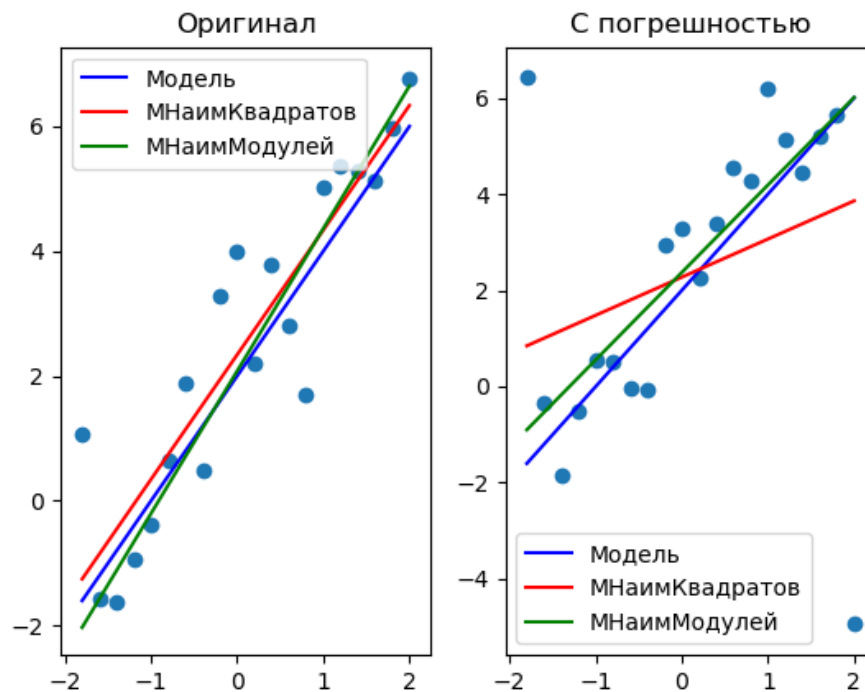 Оригинал
Модель
МНаимКвадратов
МНаимМодулей
6
4
2
0
−2
−2
−1
0
1
2
С погрешностью
6
4
2
0
−2
−4
Модель
МНаимКвадратов
МНаимМодулей
−2
−1
0
1
2